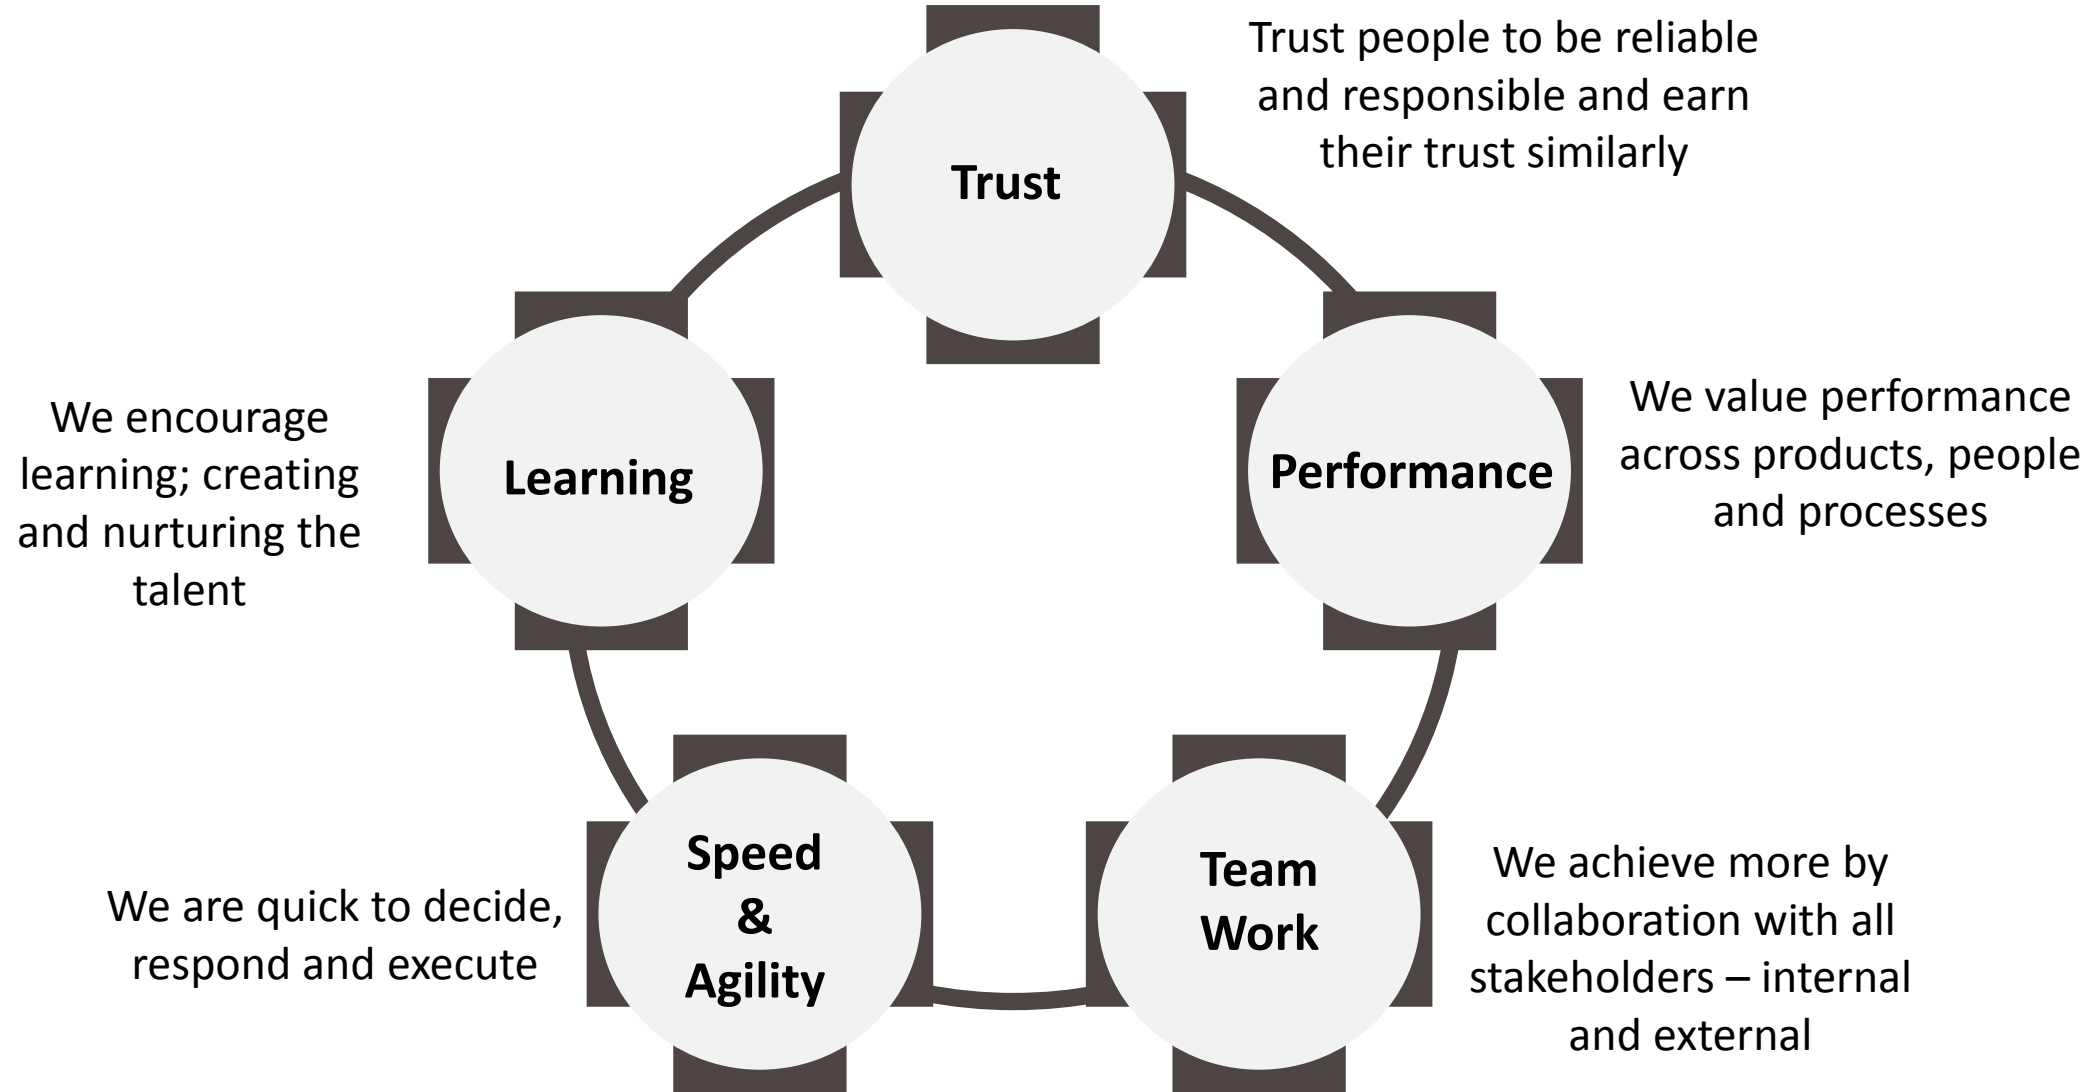 Trust
Trust people to be reliable
and responsible and earn
their trust similarly
Performance
We value performance
across products, people
and processes
Team
Work
We achieve more by
collaboration with all
stakeholders – internal
and external
Speed
&
Agility
We are quick to decide,
respond and execute
Learning
We encourage
learning; creating
and nurturing the
talent